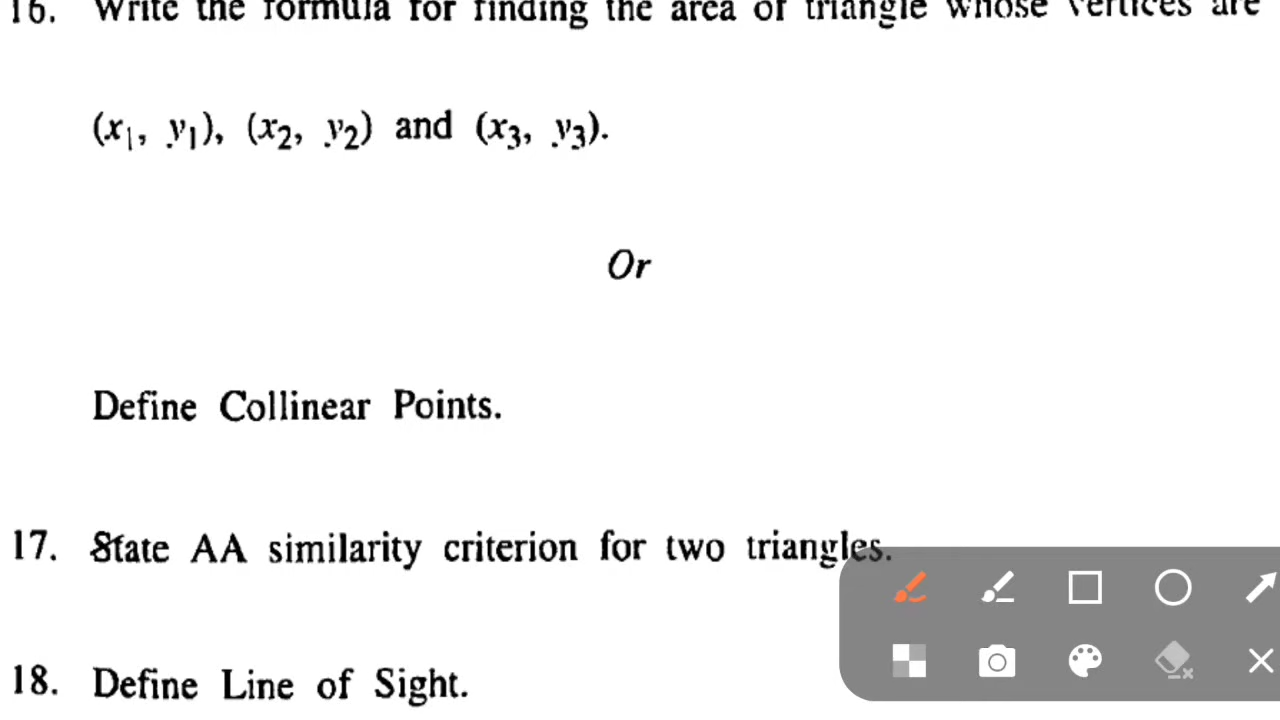 16. Write the formula for finding the area of triangle whose vertices are
(x₁, y₁), (x₂, y₂) and (x₃, y₃).
Or
Define Collinear Points.
17. State AA similarity criterion for two triangles.
18. Define Line of Sight.